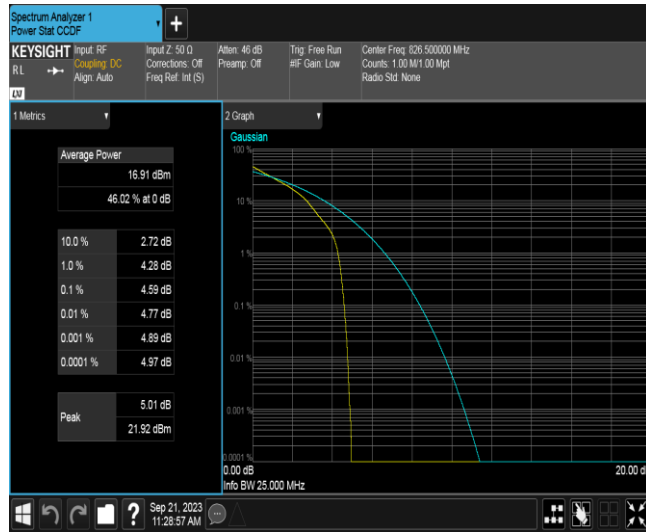 Spectrum Analyzer 1
Power Stat CCDF
+
KEYSIGHT
RL
LXI
Input: RF
Coupling: DC
Align: Auto
Input Z: 50 Ω
Corrections: Off
Freq Ref: Int (S)
Atten: 46 dB
Preamp: Off
Trig: Free Run
#IF Gain: Low
Center Freq: 826.500000 MHz
Counts: 1.00 M/1.00 Mpt
Radio Std: None
1 Metrics
Average Power
16.91 dBm
46.02 % at 0 dB
10.0 % 2.72 dB
1.0 % 4.28 dB
0.1 % 4.59 dB
0.01 % 4.77 dB
0.001 % 4.89 dB
0.0001 % 4.97 dB
Peak
5.01 dB
21.92 dBm
2 Graph
Gaussian
100 %
10 %
1 %
0.1 %
0.01 %
0.001 %
0.0001 %
0.00 dB
20.00 d
Info BW 25.000 MHz
?
Sep 21, 2023
11:28:57 AM